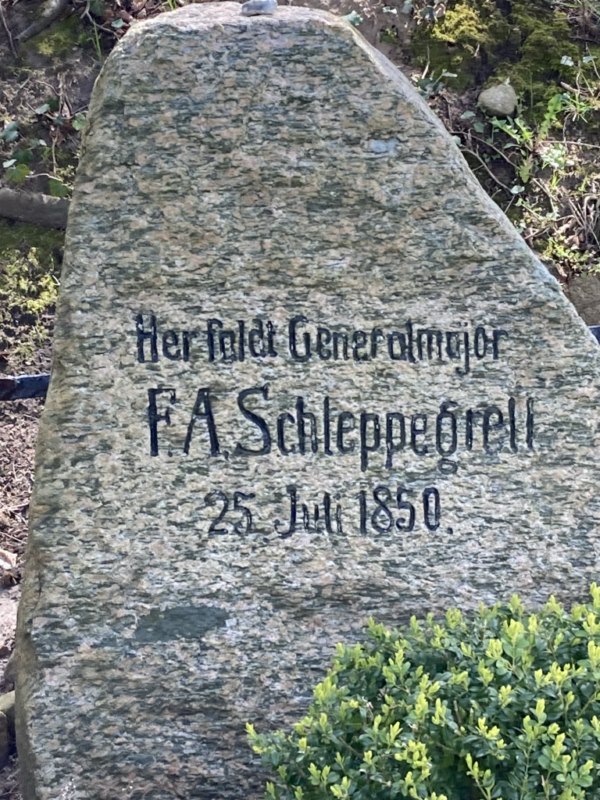 Her faldt Generalmajor
F.A. Schleppegrell
25. Juli 1850.